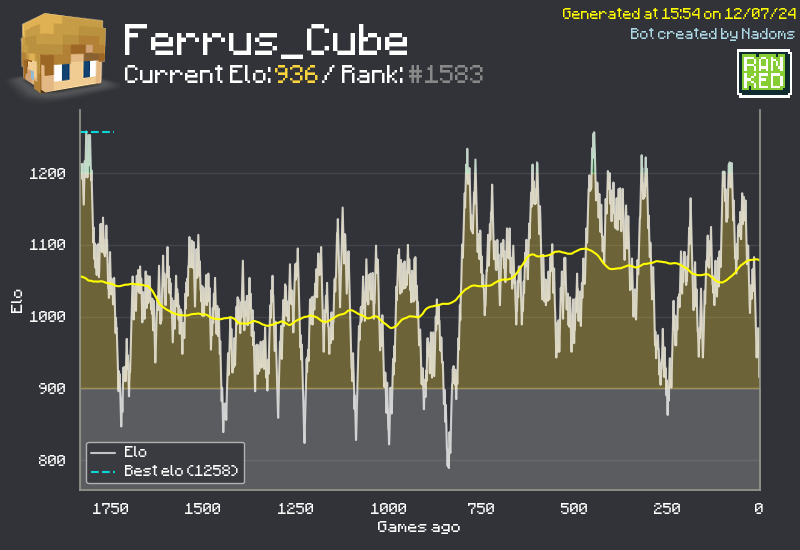 Generated at 15:54 on 12/07/24
Bot created by Nadoms
Ferrus_Cube
Current Elo: 936 / Rank: #1583
RAN
KED
1200
1100
1000
900
800
Elo
Elo
Best elo (1258)
1750 1500 1250 1000 750 500 250 0
Games ago